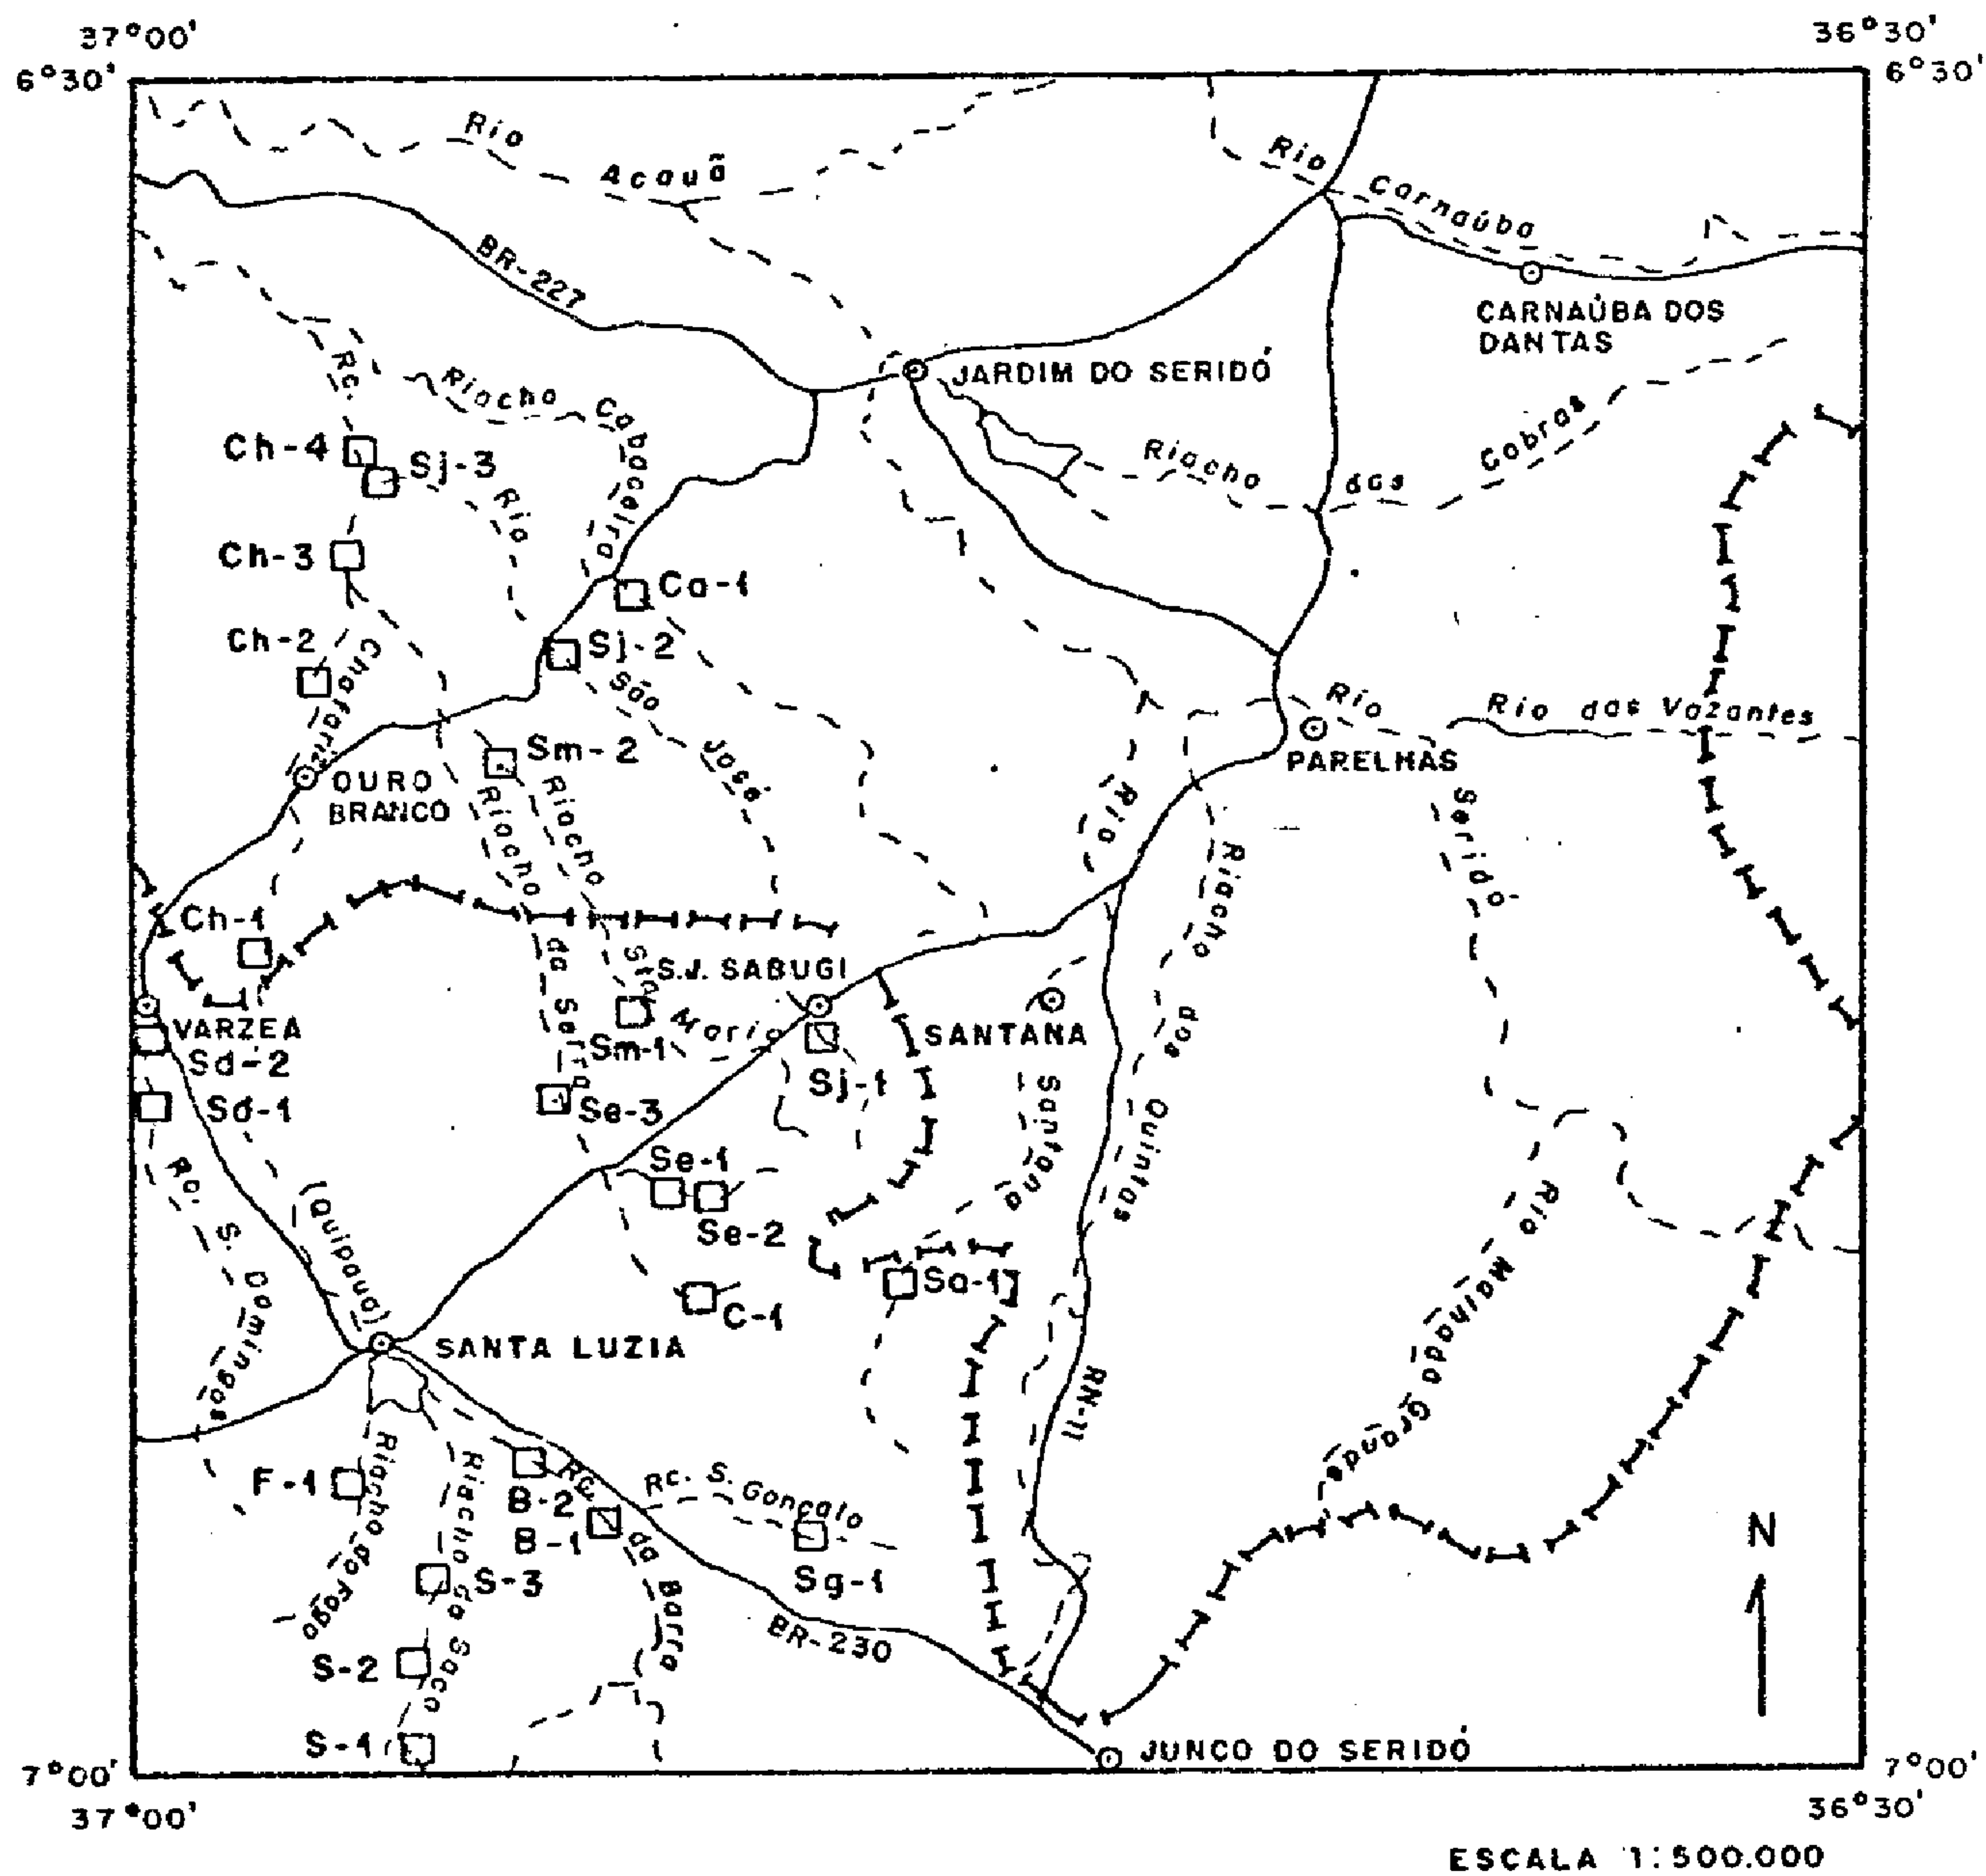 37°00'
36°30'
6°30'
6°30'
Rio
Acauã
Rio
Carnaúba
BR-227
CARNAÚBA DOS
DANTAS
Rc.
Riacho
Cabaceira
JARDIM DO SERIDÓ
Riacho
das
Cobras
Ch-4
Sj-3
Rio
Ch-3
Ca-1
Ch-2
Chafariz
Sj-2
São
José
Rio
Rio das Vazantes
PARELHAS
Sm-2
OURO
BRANCO
Riacho
Riacho
Rio
Riacho
Seridó
Ch-1
da Serra
Sta
S.J. SABUGI
VARZEA
Sd-2
Sm-1
Maria
Sj-1
SANTANA
dos
Sd-1
Se-3
Santana
Quintos
Se-1
Rc. S. Domingos
(Quipauá)
Se-2
Rio
Malhada Grande
Sa-1
C-1
SANTA LUZIA
RN-11
F-1
Riacho do Fogo
Riacho do Saco
B-2
Rc.
da Barra
Rc. S. Gonçalo
B-1
S-3
Sg-1
N
S-2
BR-230
S-1
JUNCO DO SERIDÓ
7°00'
7°00'
37°00'
36°30'
ESCALA 1:500.000